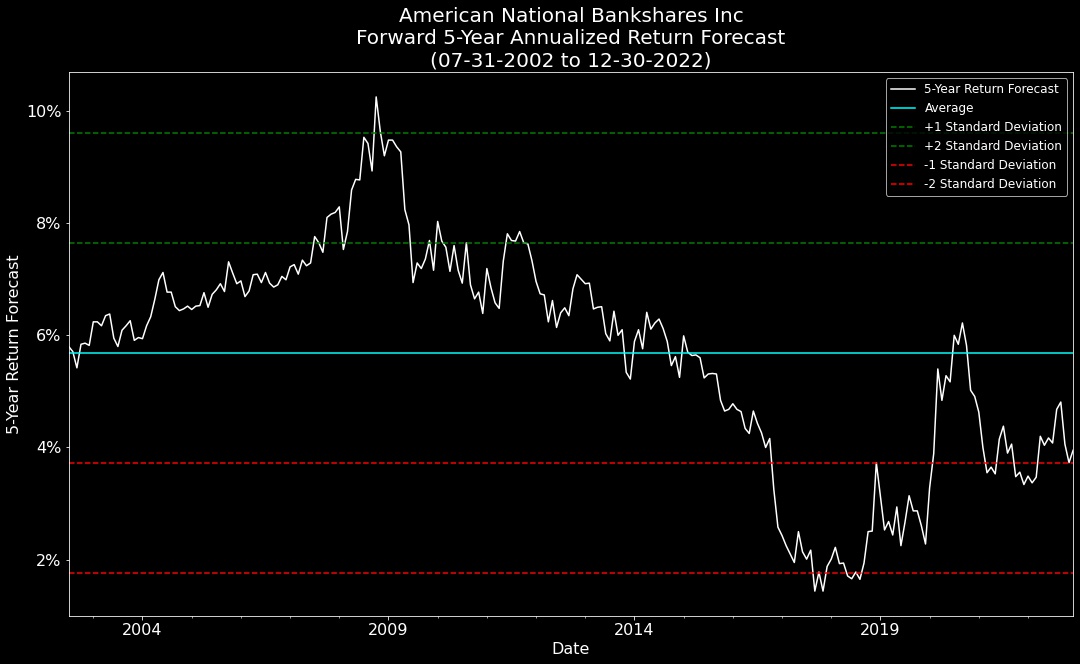 American National Bankshares Inc
Forward 5-Year Annualized Return Forecast
(07-31-2002 to 12-30-2022)
5-Year Return Forecast
Average
+1 Standard Deviation
+2 Standard Deviation
-1 Standard Deviation
-2 Standard Deviation
5-Year Return Forecast
10%
8%
6%
4%
2%
2004
2009
2014
2019
Date